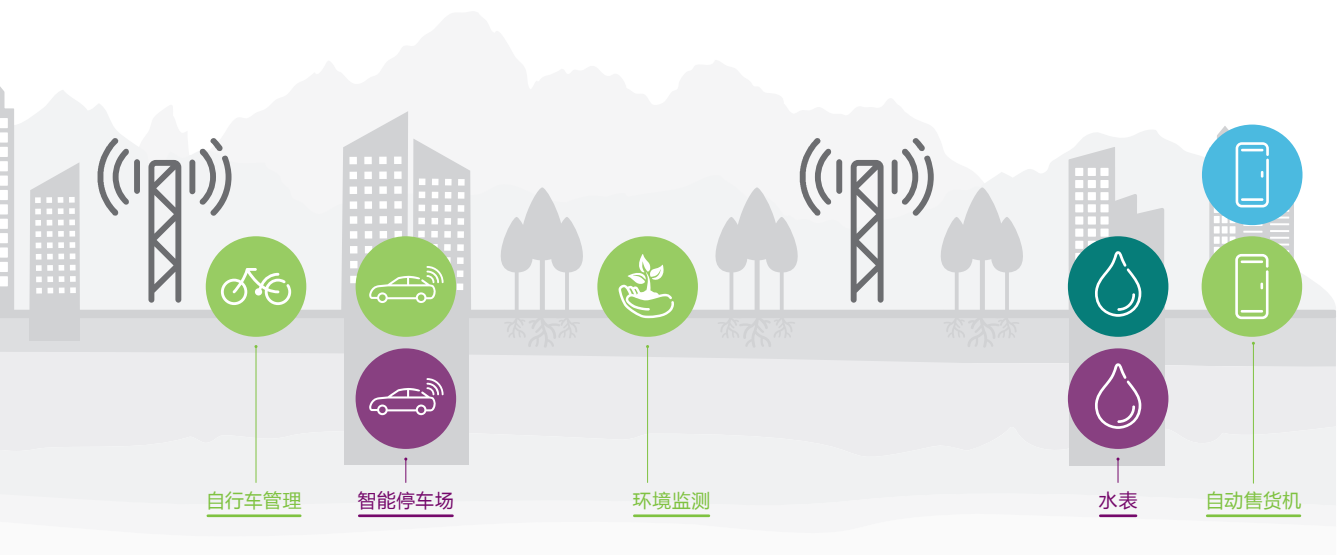 自行车管理
智能停车场
环境监测
水表
自动售货机